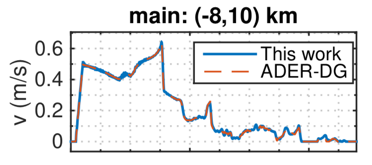 main: (-8,10) km
This work
ADER-DG
v (m/s)
0.6
0.4
0.2
0